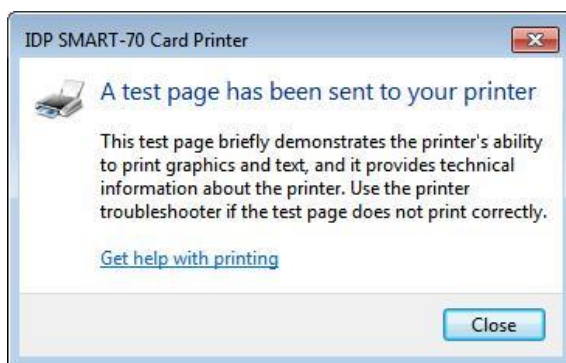 IDP SMART-70 Card Printer
A test page has been sent to your printer
This test page briefly demonstrates the printer's ability
to print graphics and text, and it provides technical
information about the printer. Use the printer
troubleshooter if the test page does not print correctly.
Get help with printing
Close